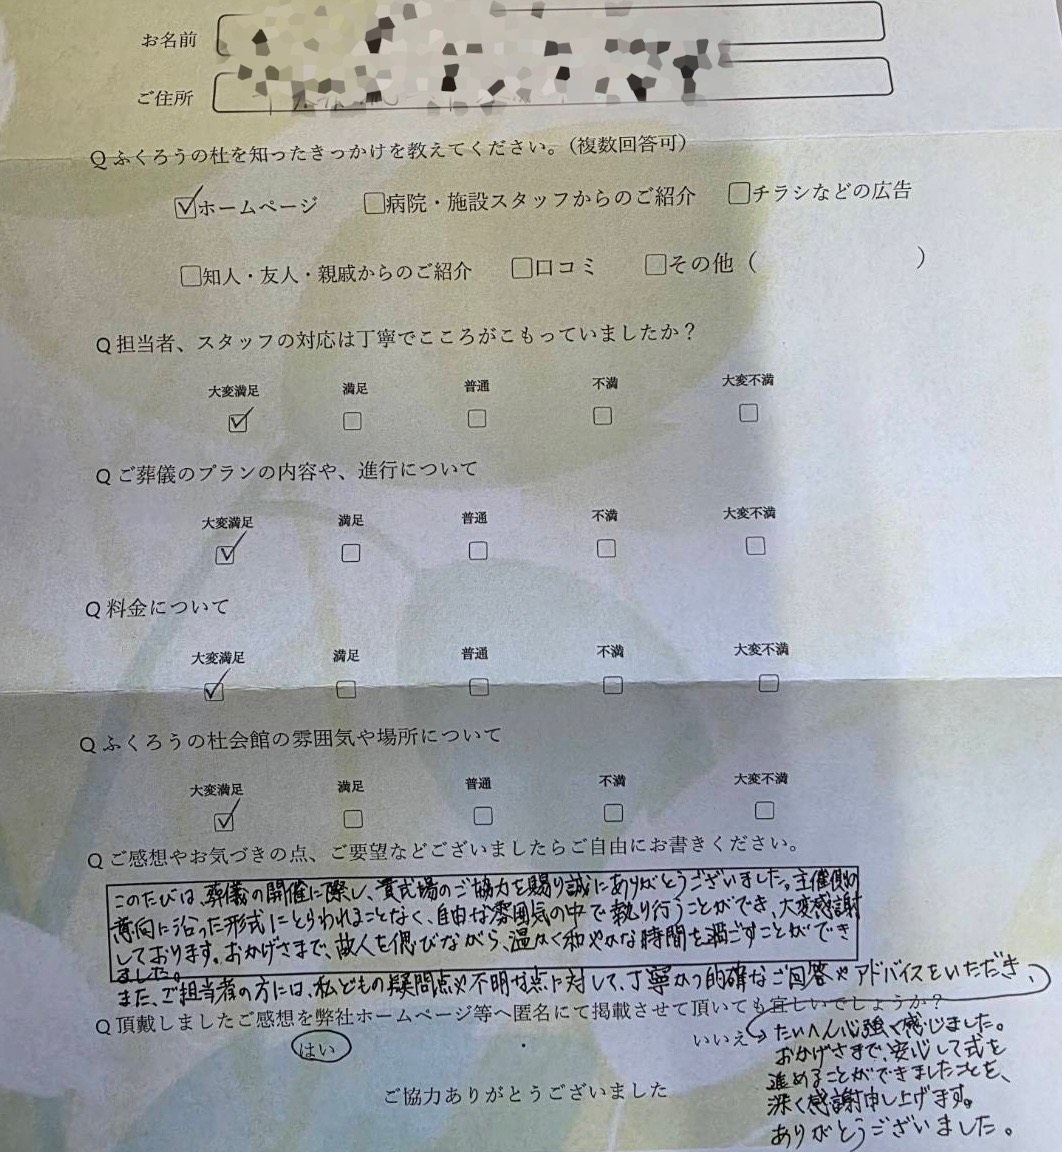 お名前
ご住所
Q ふくろうの杜を知ったきっかけを教えてください。(複数回答可)
ホームページ 病院・施設スタッフからのご紹介 チラシなどの広告
知人・友人・親戚からのご紹介 口コミ その他( )
Q 担当者、スタッフの対応は丁寧でこころがこもっていましたか?
大変満足 満足 普通 不満 大変不満
Q ご葬儀のプランの内容や、進行について
大変満足 満足 普通 不満 大変不満
Q 料金について
大変満足 満足 普通 不満 大変不満
Q ふくろうの杜会館の雰囲気や場所について
大変満足 満足 普通 不満 大変不満
Q ご感想やお気づきの点、ご要望などございましたらご自由にお書きください。
このたびは、葬儀の開催に際し、貴式場のご協力を賜り誠にありがとうございました。主催側の
意向に沿った形式にとらわれることなく、自由な雰囲気の中で執り行うことができ、大変感謝
しております。おかげさまで、故人を偲びながら、温かく和やかな時間を過ごすことができ
ました。
また、ご担当者の方には、私どもの疑問点や不明な点に対して、丁寧かつ的確なご回答やアドバイスをいただき、
Q 頂戴しましたご感想を弊社ホームページ等へ匿名にて掲載させて頂いても宜しいでしょうか?
はい いいえ
たいへん心強く感じました。
おかげさまで、安心して式を
進めることができましたことを、
深く感謝申し上げます。
ありがとうございました。
ご協力ありがとうございました